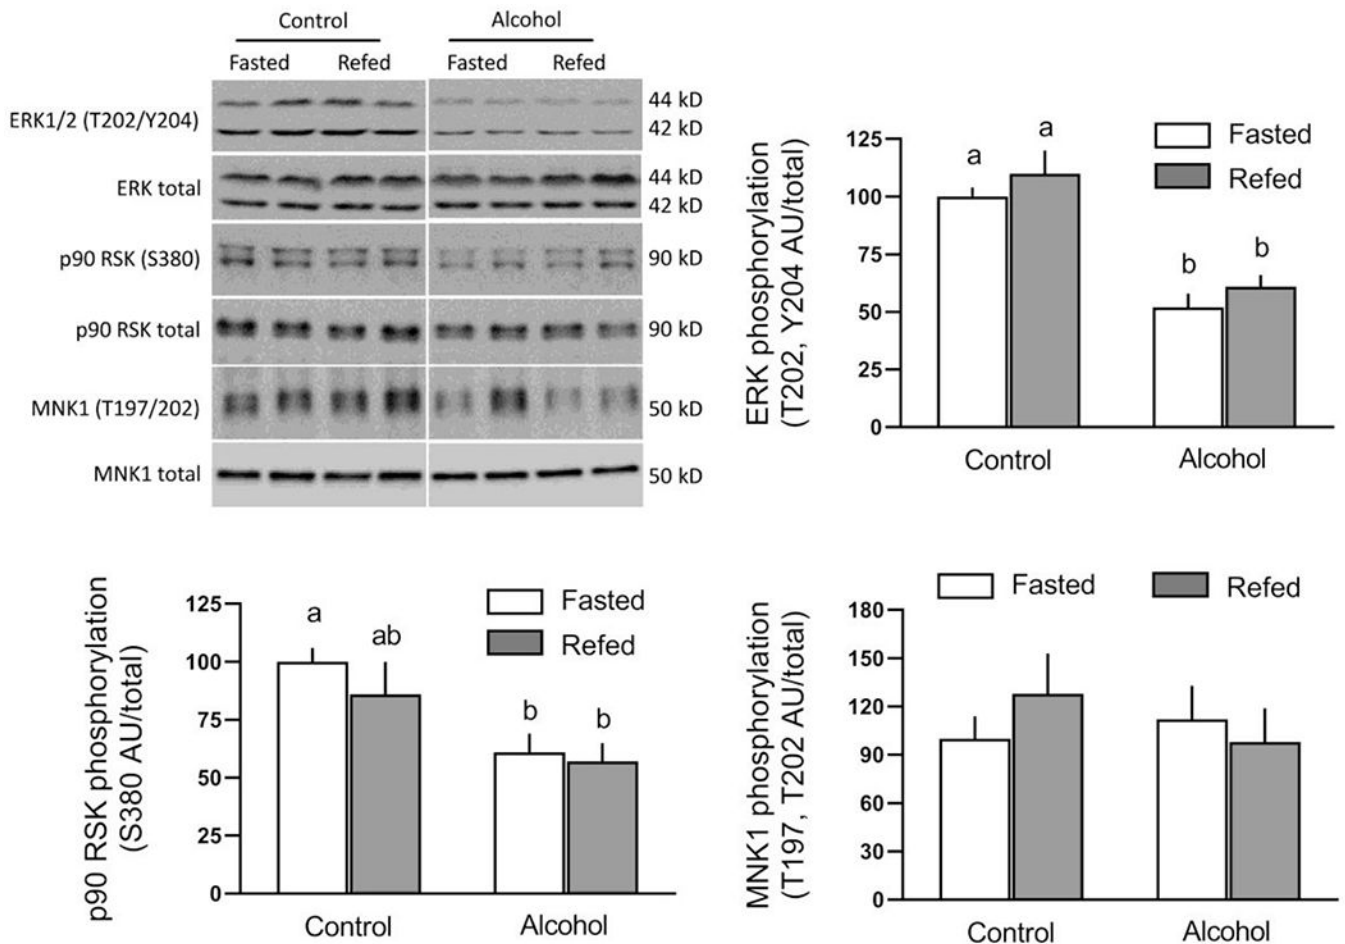 Control Alcohol
Fasted Refed Fasted Refed
ERK1/2 (T202/Y204) 44 kD
42 kD
ERK total 44 kD
42 kD
p90 RSK (S380) 90 kD
p90 RSK total 90 kD
MNK1 (T197/202) 50 kD
MNK1 total 50 kD
ERK phosphorylation
(T202, Y204 AU/total)
125
100
75
50
25
0
a a b b
Fasted
Refed
Control Alcohol
p90 RSK phosphorylation
(S380 AU/total)
125
100
75
50
25
0
a ab b b
Fasted
Refed
Control Alcohol
MNK1 phosphorylation
(T197, T202 AU/total)
180
150
120
90
60
30
0
Fasted Refed
Control Alcohol